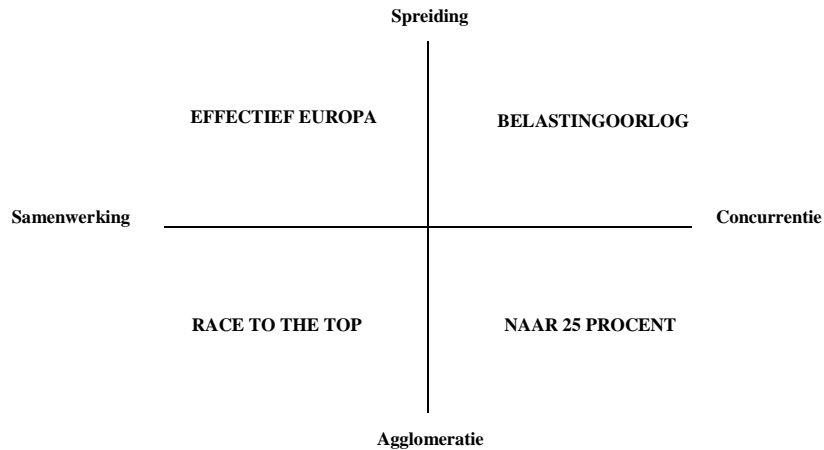 Spreiding
EFFECTIEF EUROPA
BELASTINGOORLOG
Samenwerking
Concurrentie
RACE TO THE TOP
NAAR 25 PROCENT
Agglomeratie